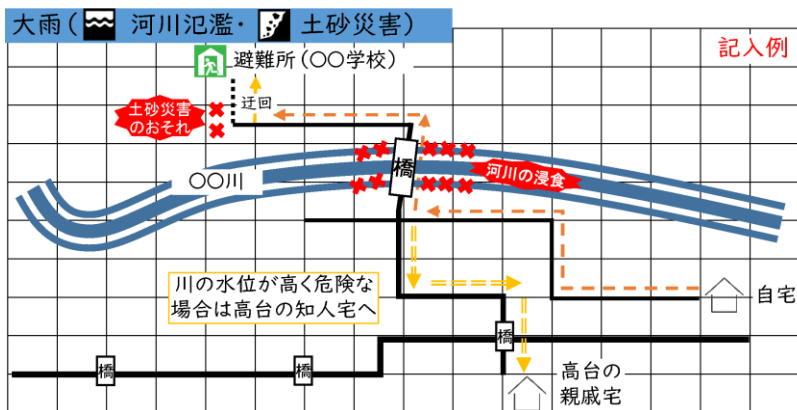 大雨( 河川氾濫・ 土砂災害)
記入例
避難所(〇〇学校)
迂回
土砂災害
のおそれ
橋
〇〇川
河川の浸食
川の水位が高く危険な
場合は高台の知人宅へ
自宅
橋
橋
橋
高台の
親戚宅